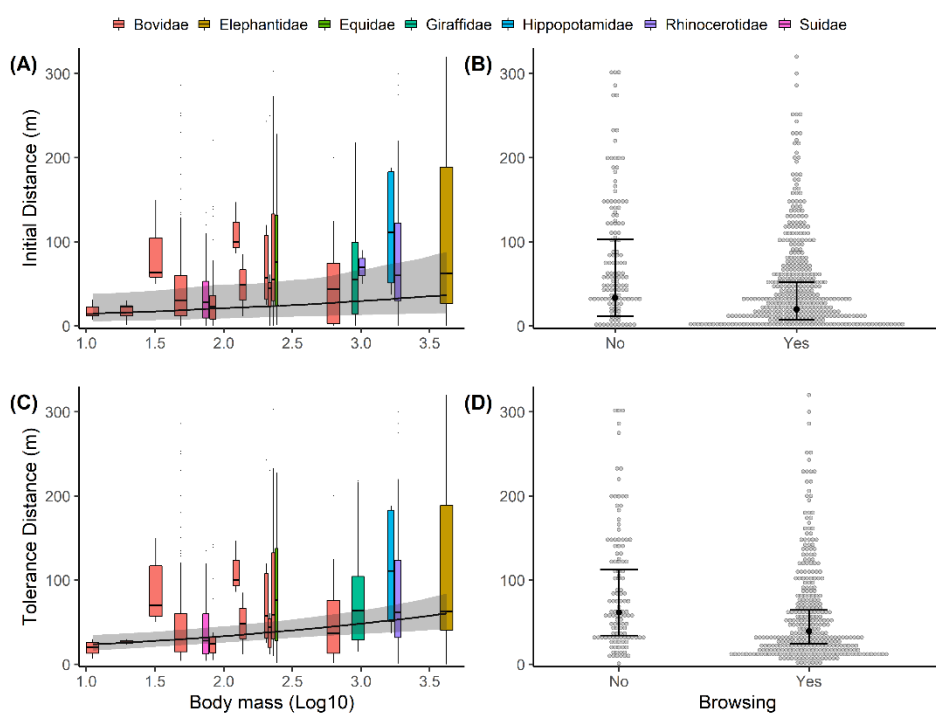 Bovidae Elephantidae Equidae Giraffidae Hippopotamidae Rhinocerotidae Suidae
(A) (B)
300 300
200 200
100 100
0 0
Initial Distance (m)
1.0 1.5 2.0 2.5 3.0 3.5 No Yes
(C) (D)
300 300
200 200
100 100
0 0
Tolerance Distance (m)
1.0 1.5 2.0 2.5 3.0 3.5 No Yes
Body mass (Log10) Browsing